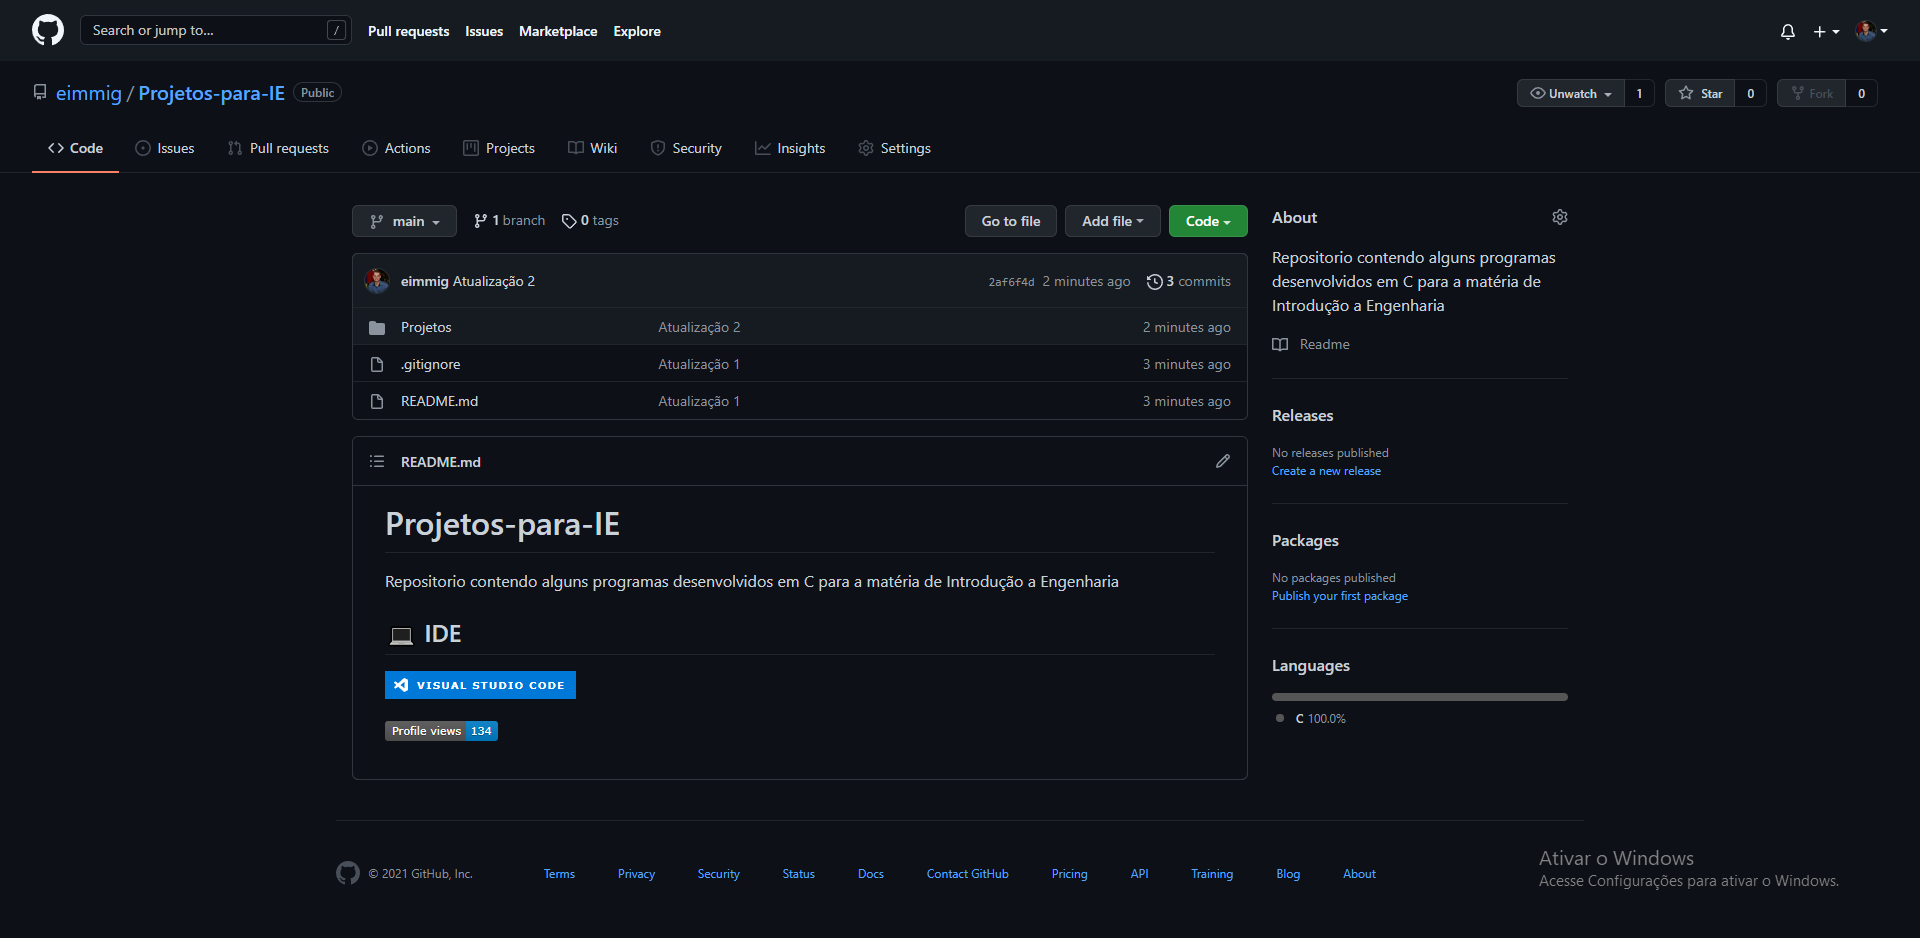 Search or jump to... /
Pull requests Issues Marketplace Explore
eimmig / Projetos-para-IE Public
Unwatch 1 Star 0 Fork 0
Code Issues Pull requests Actions Projects Wiki Security Insights Settings
main 1 branch 0 tags
Go to file Add file Code
eimmig Atualização 2 2af6f4d 2 minutes ago 3 commits
Projetos Atualização 2 2 minutes ago
.gitignore Atualização 1 3 minutes ago
README.md Atualização 1 3 minutes ago
README.md
Projetos-para-IE
Repositorio contendo alguns programas desenvolvidos em C para a matéria de Introdução a Engenharia
IDE
VISUAL STUDIO CODE
Profile views 134
About
Repositorio contendo alguns programas
desenvolvidos em C para a matéria de
Introdução a Engenharia
Readme
Releases
No releases published
Create a new release
Packages
No packages published
Publish your first package
Languages
C 100.0%
© 2021 GitHub, Inc. Terms Privacy Security Status Docs Contact GitHub Pricing API Training Blog About
Ativar o Windows
Acesse Configurações para ativar o Windows.